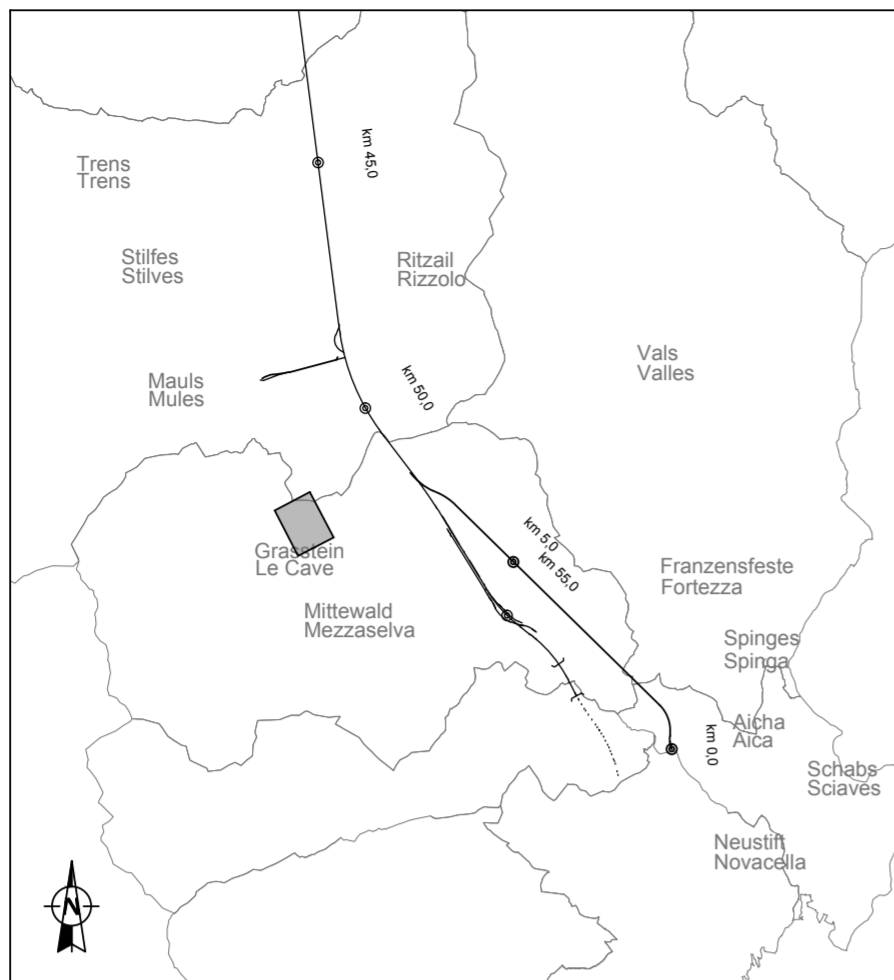 km 45,0
Trens
Trens
Stilfes
Stilves
Ritzail
Rizzolo
Vals
Valles
Mauls
Mules
km 50,0
km 5,0
km 55,0
Grasstein
Le Cave
Franzensfeste
Fortezza
Mittewald
Mezzaselva
Spinges
Spinga
Aicha
Aica
km 0,0
Schabs
Sciaves
Neustift
Novacella
N